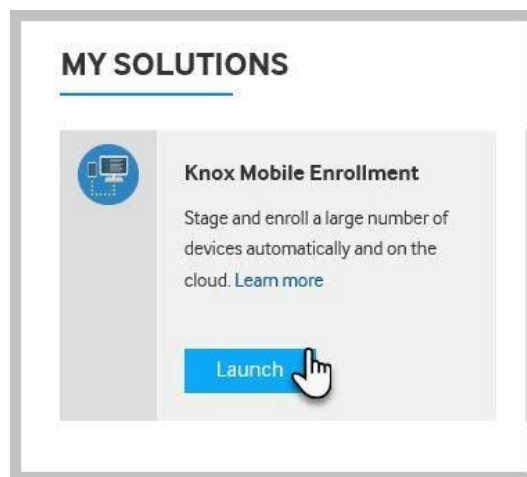 MY SOLUTIONS
Knox Mobile Enrollment
Stage and enroll a large number of
devices automatically and on the
cloud. Learn more
Launch